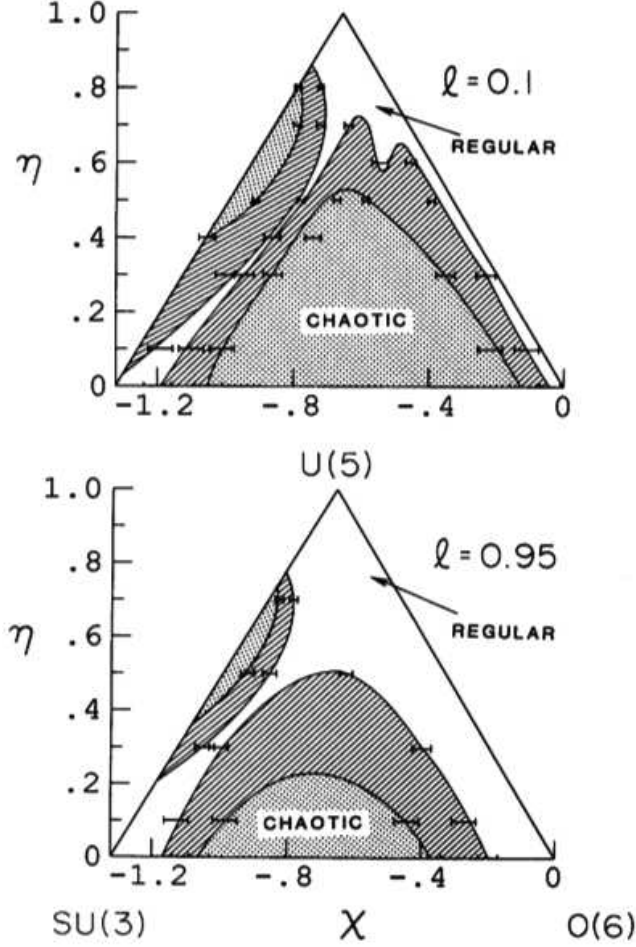 1.0
.8
ℓ = 0.1
REGULAR
η .6
.4
.2
CHAOTIC
0
-1.2 -.8 -.4 0
U(5)
1.0
.8
ℓ = 0.95
REGULAR
η .6
.4
.2
CHAOTIC
0
-1.2 -.8 -.4 0
SU(3) χ O(6)